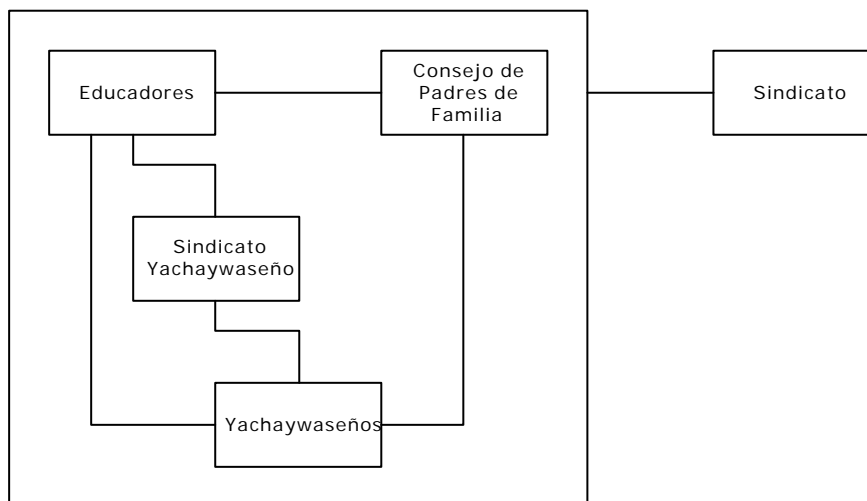 Educadores
Consejo de
Padres de
Familia
Sindicato
Sindicato
Yachaywaseño
Yachaywaseños